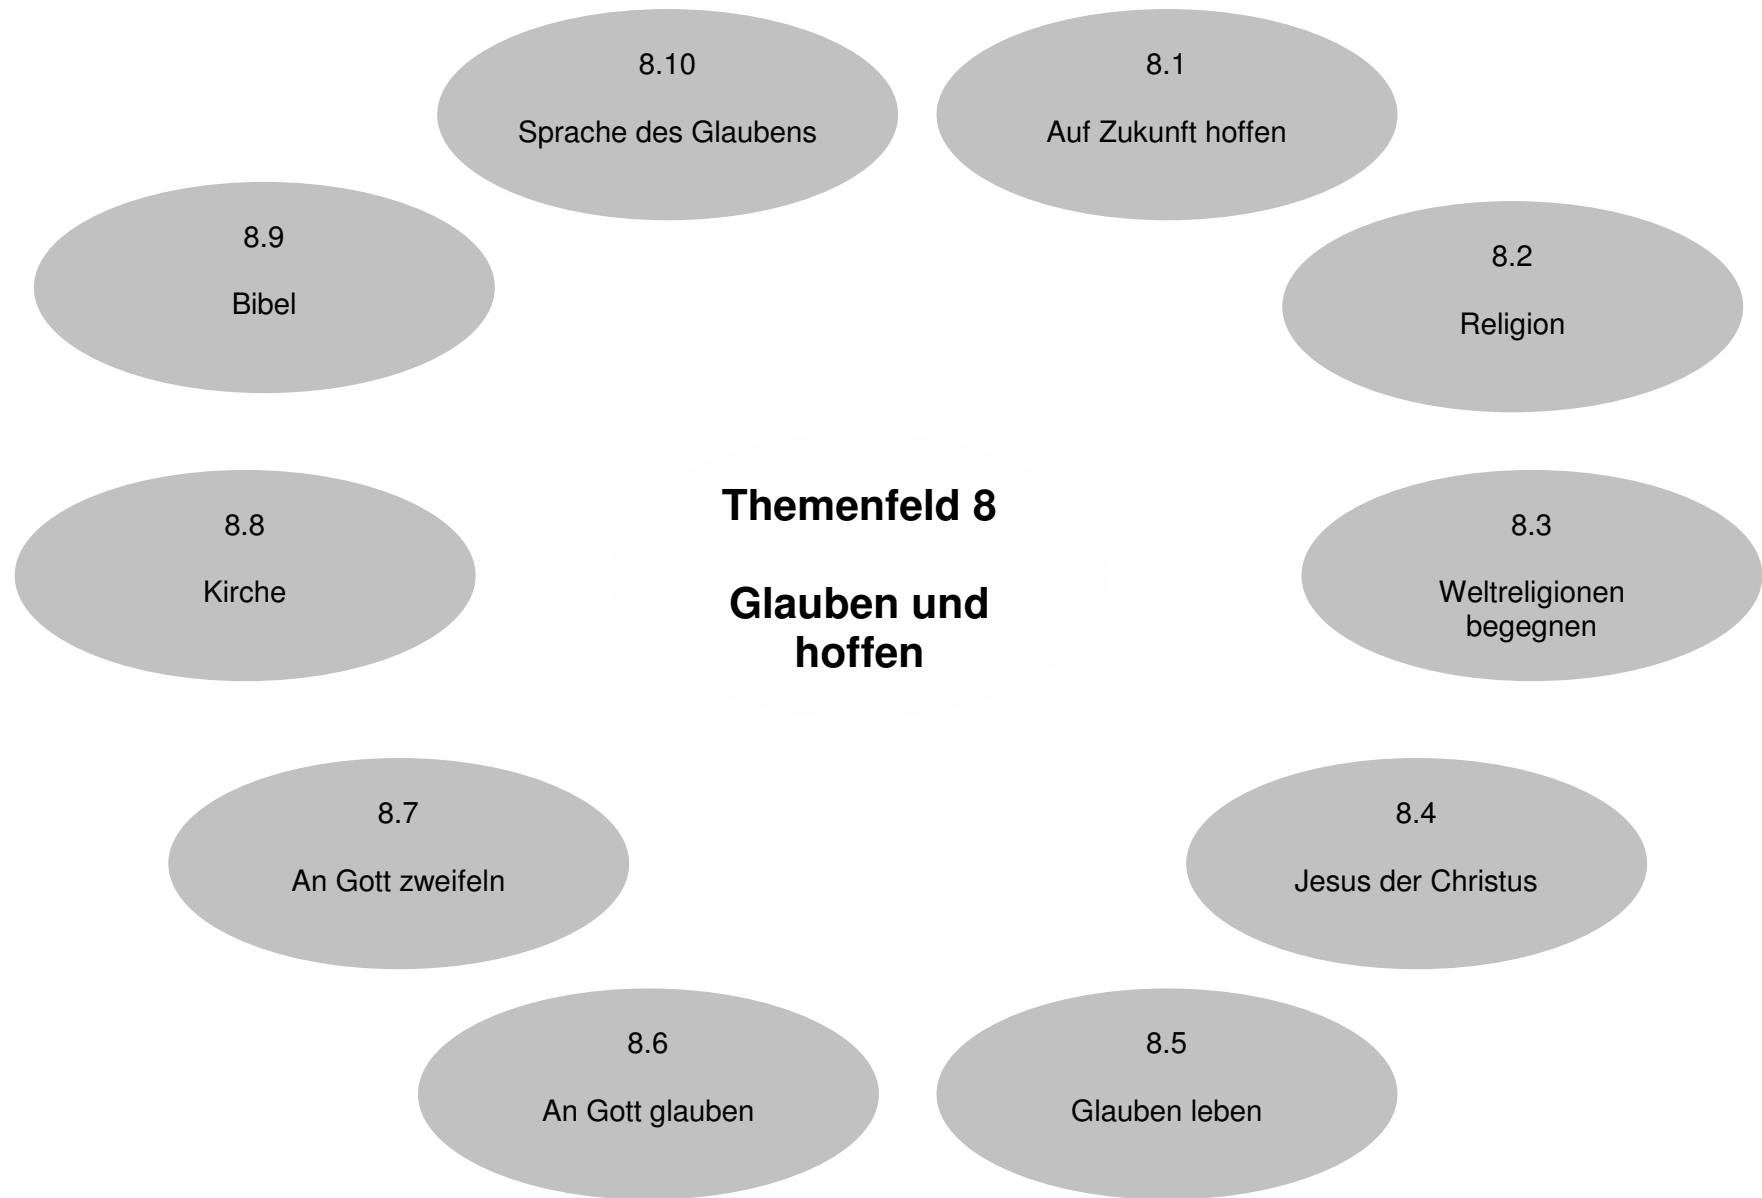 8.10
Sprache des Glaubens
8.1
Auf Zukunft hoffen
8.9
Bibel
8.2
Religion
8.8
Kirche
Themenfeld 8
Glauben und
hoffen
8.3
Weltreligionen
begegnen
8.7
An Gott zweifeln
8.4
Jesus der Christus
8.6
An Gott glauben
8.5
Glauben leben